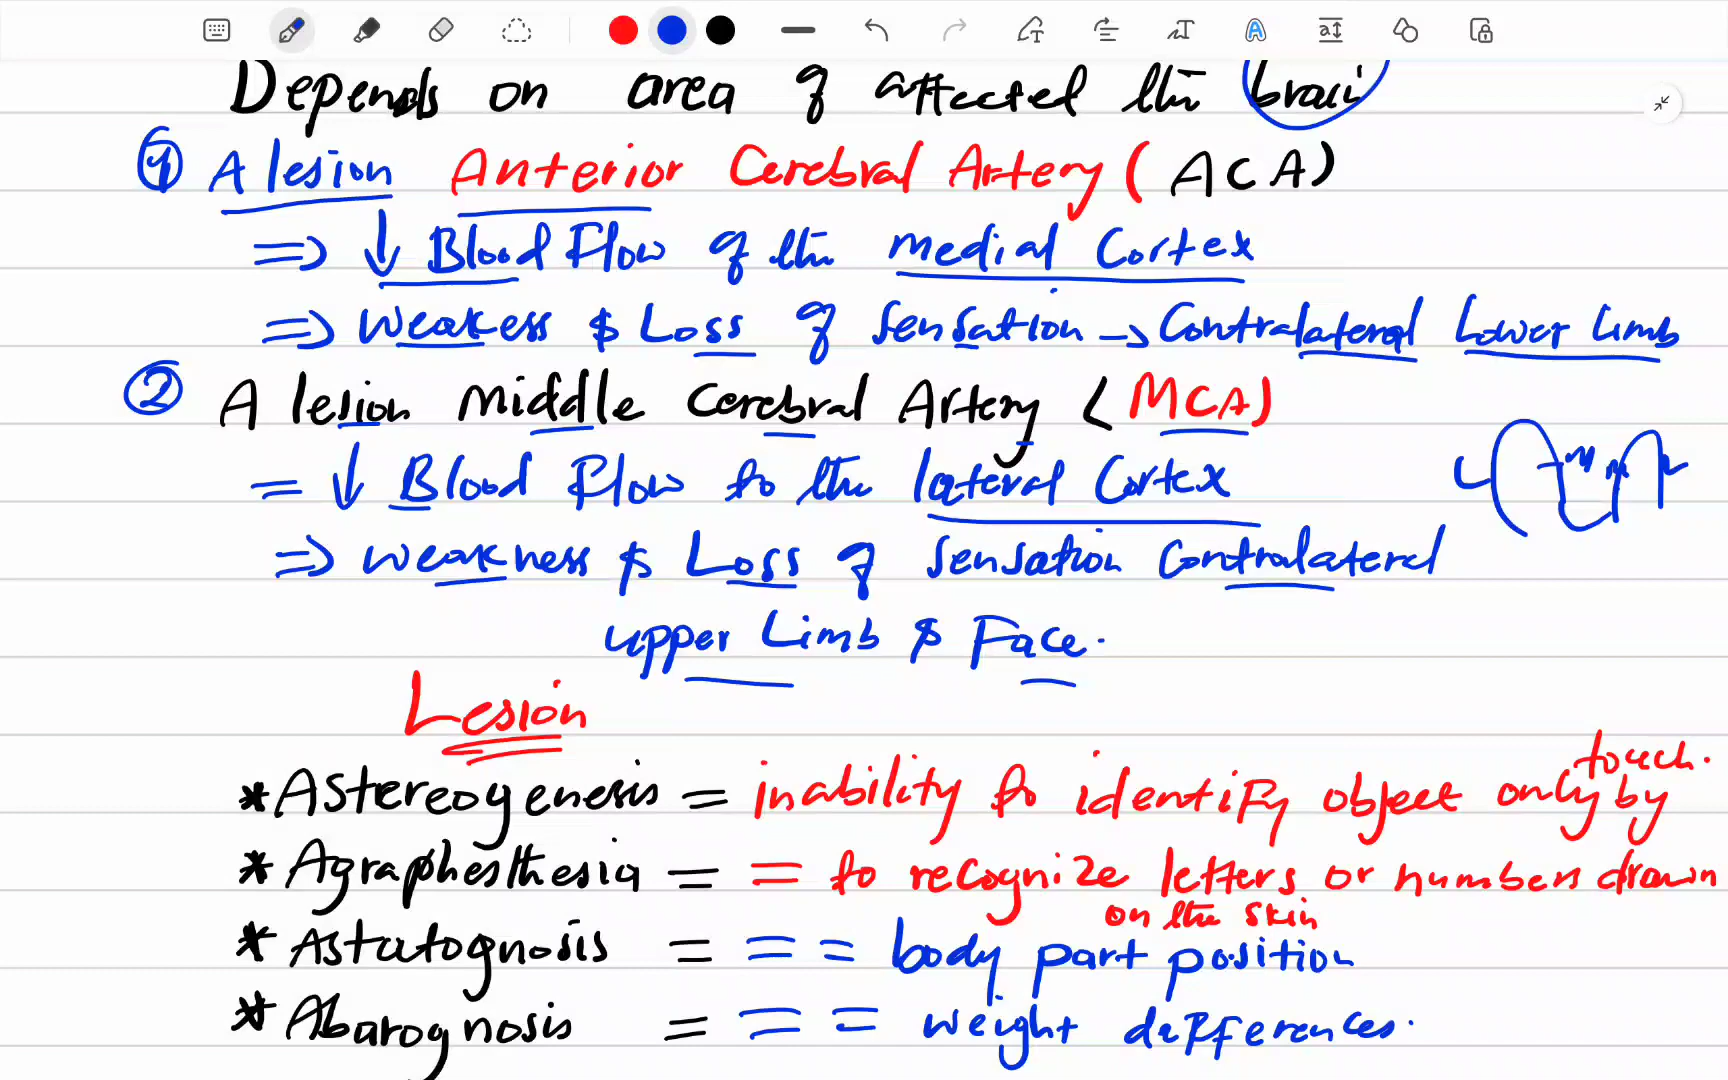 Depends on area of affected the brain
1 A lesion Anterior Cerebral Artery (ACA)
=> ↓ Blood Flow of the medial Cortex
=> weakess & Loss of sensation → Contralateral Lower limb
2 A lesion middle cerebral Artery (MCA)
= ↓ Blood Flow to the lateral Cortex
=> weakness & Loss of sensation Contralateral
upper Limb & Face.
Lesion
*Astereogenesis = inability to identify object only by touch.
*Agraphesthesia = = to recognize letters or numbers drawn
on the skin
*Astatognosis = = = body part position
*Abarognosis = = = weight differences.